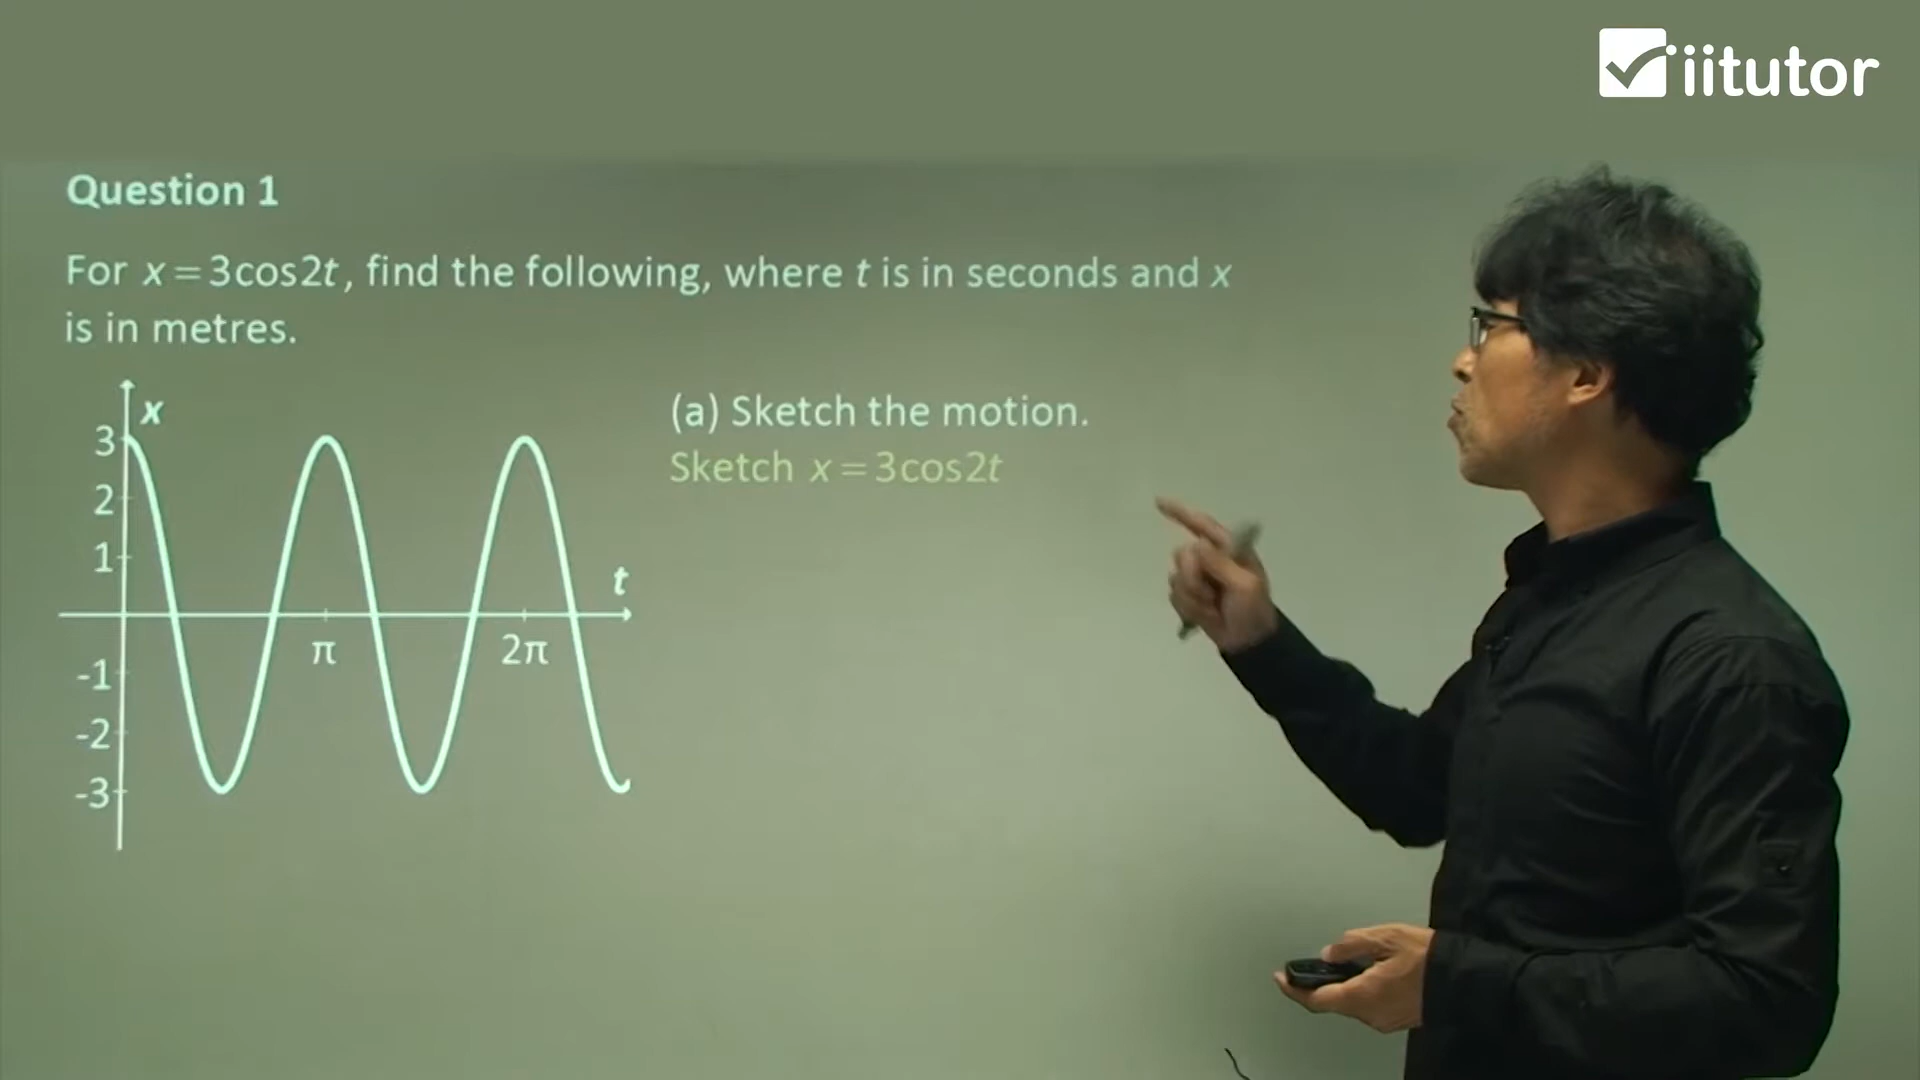 iitutor
Question 1
For x = 3cos2t, find the following, where t is in seconds and x
is in metres.
x
3
2
1
t
π
2π
-1
-2
-3
(a) Sketch the motion.
Sketch x = 3cos2t